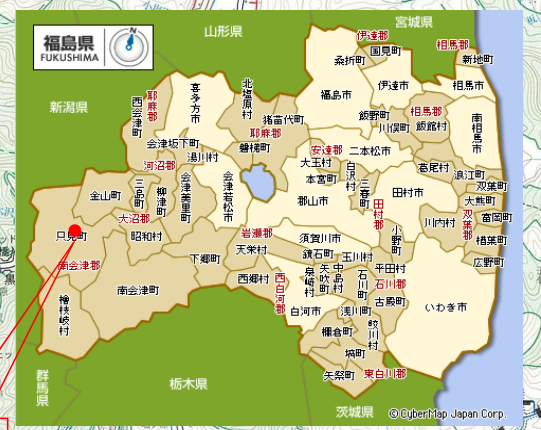 福島県
FUKUSHIMA
山形県
宮城県
新潟県
伊達郡
国見町
桑折町
相馬郡
新地町
伊達市
相馬市
喜多方市
北塩原村
福島市
耶麻郡
西会津町
猪苗代町
飯野町
川俣町
相馬郡
飯舘村
南相馬市
耶麻郡
磐梯町
会津坂下町
湯川村
河沼郡
安達郡
二本松市
大玉村
本宮町
白沢村
三春町
葛尾村
浪江町
双葉町
大熊町
富岡町
楢葉町
広野町
双葉郡
川内村
田村市
田村郡
小野町
郡山市
会津若松市
会津美里町
柳津町
三島町
金山町
大沼郡
昭和村
只見町
南会津郡
檜枝岐村
南会津町
下郷町
岩瀬郡
天栄村
須賀川市
鏡石町
玉川村
平田村
石川郡
石川町
古殿町
中島村
矢吹町
泉崎村
西郷村
西白河郡
白河市
浅川町
鮫川村
棚倉町
塙町
矢祭町
東白川郡
いわき市
群馬県
栃木県
茨城県
© CyberMap Japan Corp.